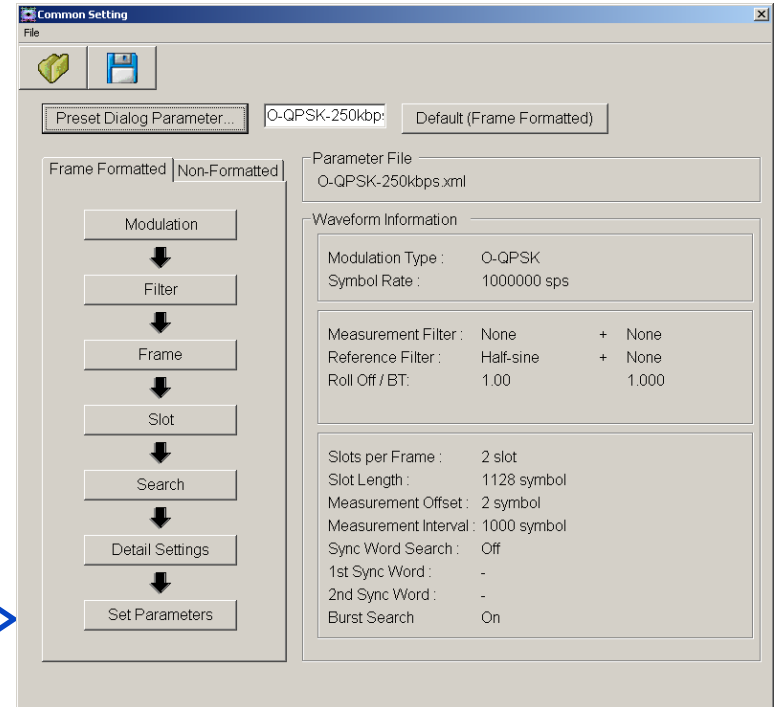 Common Setting
File
Preset Dialog Parameter...
O-QPSK-250kbp
Default (Frame Formatted)
Frame Formatted
Non-Formatted
Modulation
Filter
Frame
Slot
Search
Detail Settings
Set Parameters
Parameter File
O-QPSK-250kbps.xml
Waveform Information
Modulation Type : O-QPSK
Symbol Rate : 1000000 sps
Measurement Filter : None + None
Reference Filter : Half-sine + None
Roll Off / BT: 1.00 1.000
Slots per Frame : 2 slot
Slot Length : 1128 symbol
Measurement Offset : 2 symbol
Measurement Interval : 1000 symbol
Sync Word Search : Off
1st Sync Word : -
2nd Sync Word : -
Burst Search On